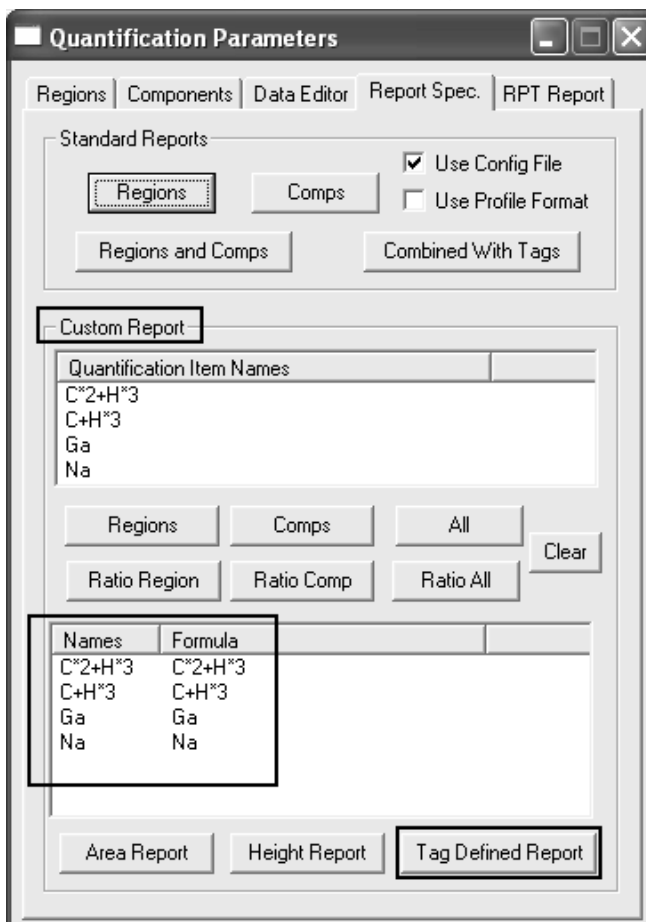 Quantification Parameters
Regions Components Data Editor Report Spec. RPT Report
Standard Reports
Use Config File
Regions Comps
Use Profile Format
Regions and Comps Combined With Tags
Custom Report
Quantification Item Names
C*2+H*3
C+H*3
Ga
Na
Regions Comps All
Clear
Ratio Region Ratio Comp Ratio All
Names Formula
C*2+H*3 C*2+H*3
C+H*3 C+H*3
Ga Ga
Na Na
Area Report Height Report Tag Defined Report